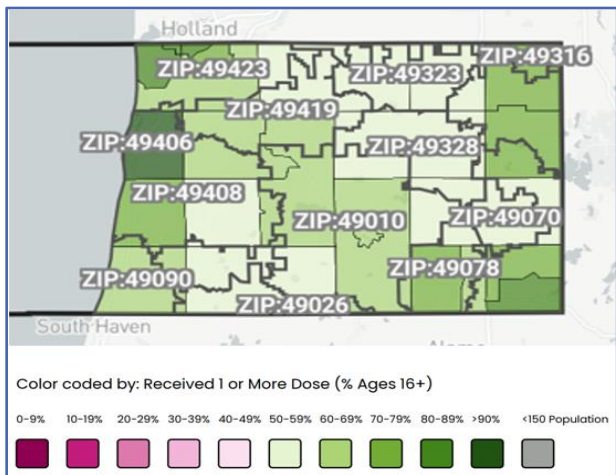 Holland
ZIP:49423
ZIP:49323
ZIP:49316
ZIP:49419
ZIP:49406
ZIP:49328
ZIP:49408
ZIP:49010
ZIP:49070
ZIP:49090
ZIP:49078
ZIP:49026
South Haven
Color coded by: Received 1 or More Dose (% Ages 16+)
0-9% 10-19% 20-29% 30-39% 40-49% 50-59% 60-69% 70-79% 80-89% >90% <150 Population